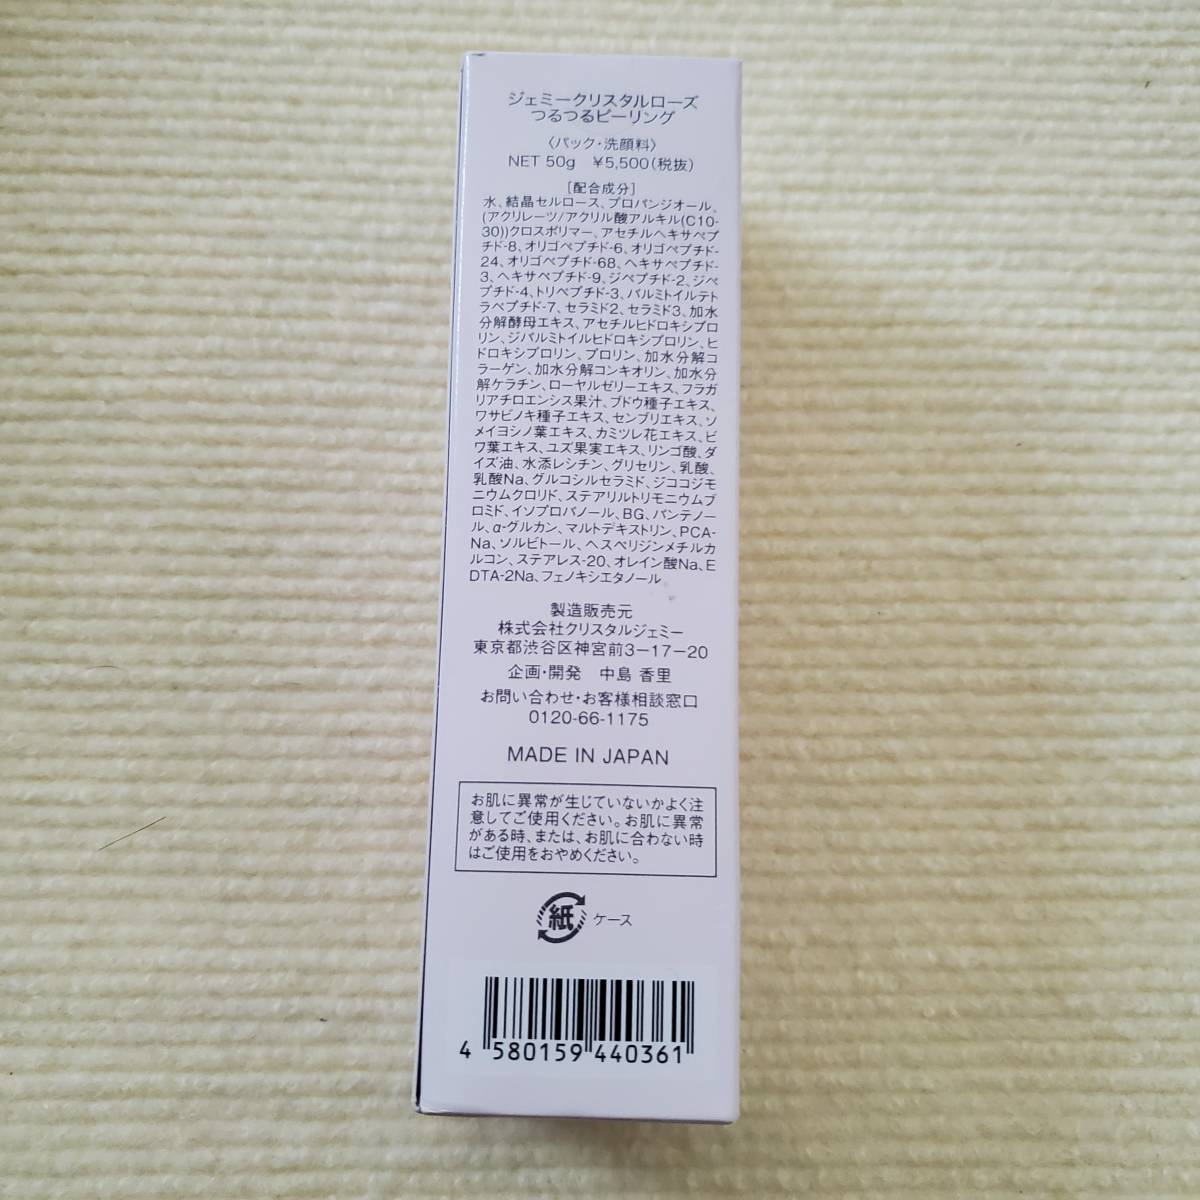 ジェミークリスタルローズ
つるつるピーリング
〈パック・洗顔料〉
NET 50g ¥5,500(税抜)
[配合成分]
水、結晶セルロース、プロパンジオール、
(アクリレーツ/アクリル酸アルキル(C10-
30))クロスポリマー、アセチルヘキサペプ
チド-8、オリゴペプチド-6、オリゴペプチド-
24、オリゴペプチド-68、ヘキサペプチド-
3、ヘキサペプチド-9、ジペプチド-2、ジペ
プチド-4、トリペプチド-3、パルミトイルテト
ラペプチド-7、セラミド2、セラミド3、加水
分解酵母エキス、アセチルヒドロキシプロ
リン、ジパルミトイルヒドロキシプロリン、ヒ
ドロキシプロリン、プロリン、加水分解コ
ラーゲン、加水分解コンキオリン、加水分
解ケラチン、ローヤルゼリーエキス、フラガ
リアチロエンシス果汁、ブドウ種子エキス、
ワサビノキ種子エキス、センブリエキス、ソ
メイヨシノ葉エキス、カミツレ花エキス、ビ
ワ葉エキス、ユズ果実エキス、リンゴ酸、ダ
イズ油、水添レシチン、グリセリン、乳酸、
乳酸Na、グルコシルセラミド、ジココジモ
ニウムクロリド、ステアリルトリモニウムブ
ロミド、イソプロパノール、BG、パンテノー
ル、α-グルカン、マルトデキストリン、PCA-
Na、ソルビトール、ヘスペリジンメチルカ
ルコン、ステアレス-20、オレイン酸Na、E
DTA-2Na、フェノキシエタノール。
製造販売元
株式会社クリスタルジェミー
東京都渋谷区神宮前3-17-20
企画・開発 中島 香里
お問い合わせ・お客様相談窓口
0120-66-1175
MADE IN JAPAN
お肌に異常が生じていないかよく注
意してご使用ください。お肌に異常
がある時、または、お肌に合わない時
はご使用をおやめください。
紙 ケース
4 580159 440361